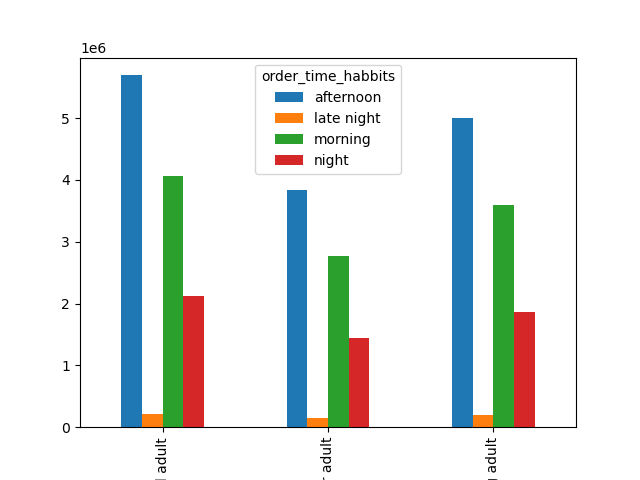 1e6
order_time_habbits
afternoon
late night
morning
night
5
4
3
2
1
0
adult
adult
adult